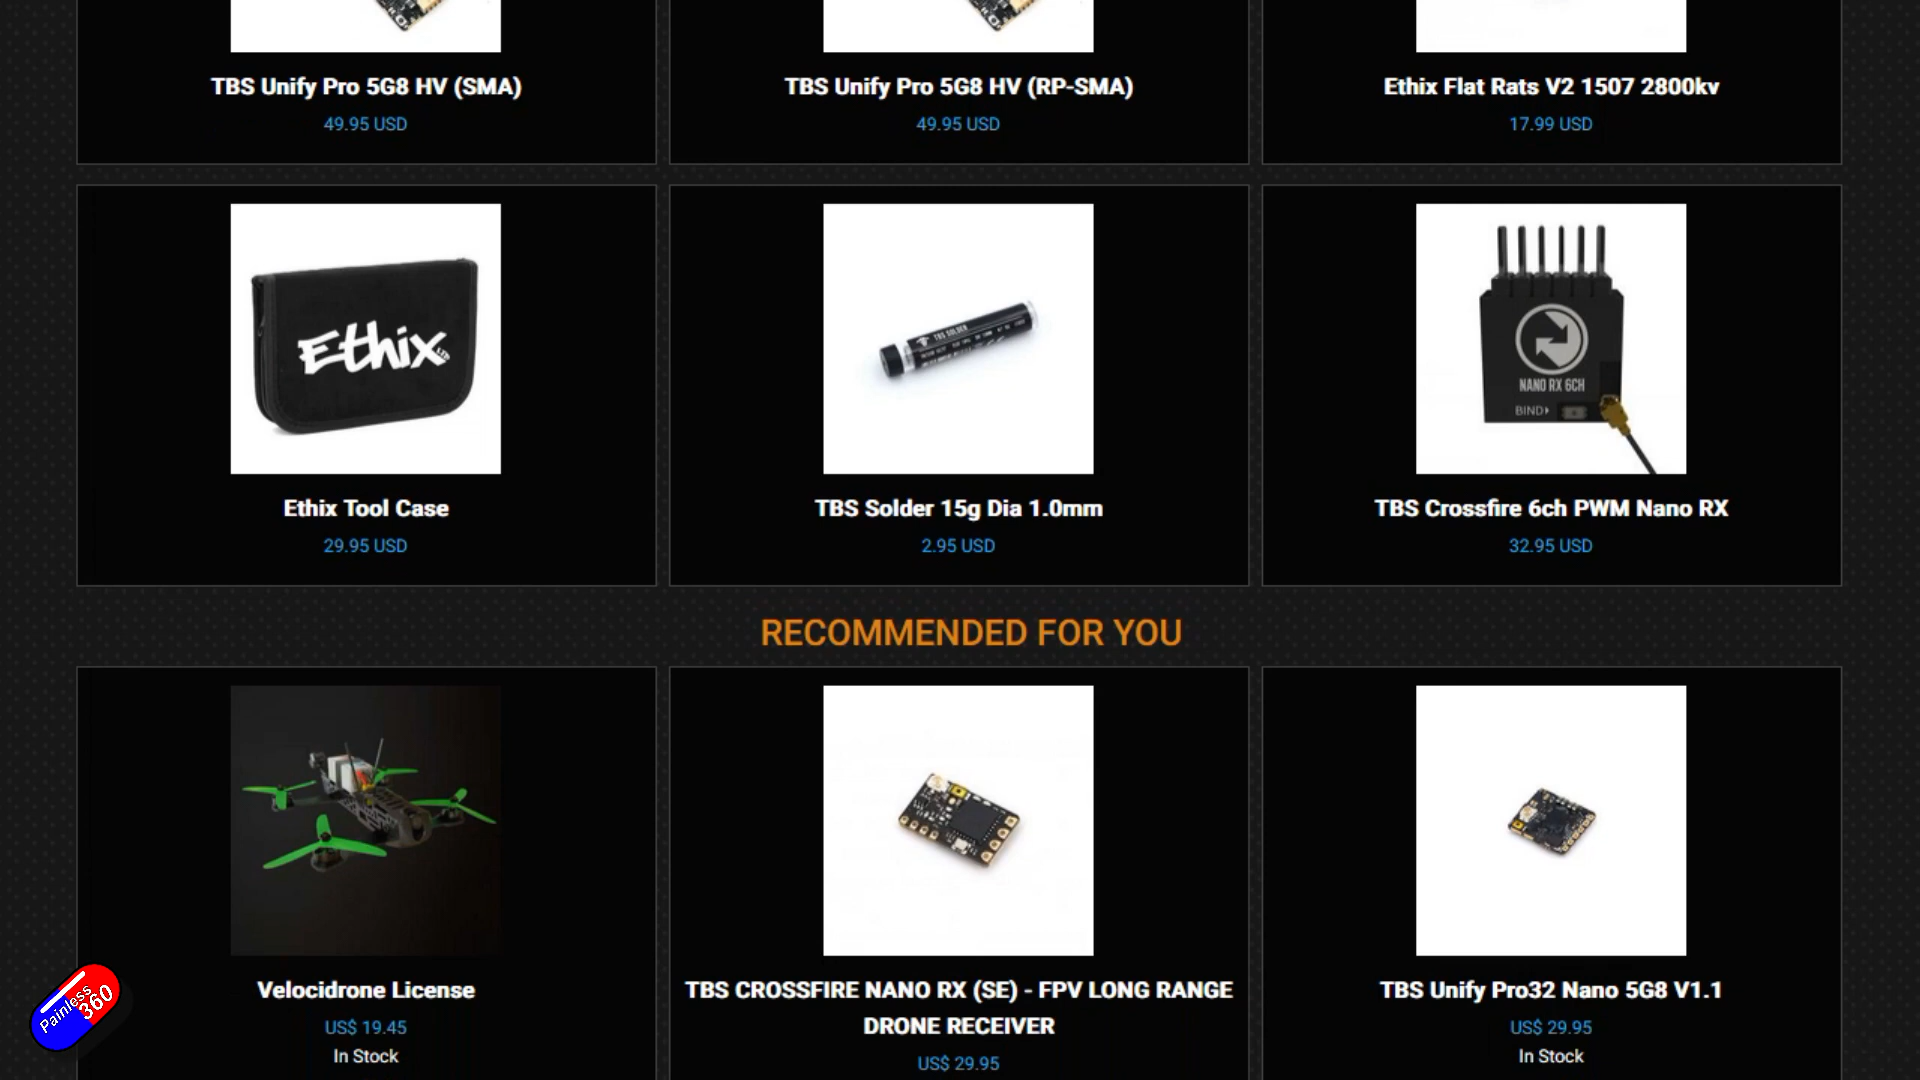 TBS Unify Pro 5G8 HV (SMA)
49.95 USD
TBS Unify Pro 5G8 HV (RP-SMA)
49.95 USD
Ethix Flat Rats V2 1507 2800kv
17.99 USD
Ethix
Ethix Tool Case
29.95 USD
TBS SOLDER
TBS Solder 15g Dia 1.0mm
2.95 USD
NANO RX 6CH
BIND
TBS Crossfire 6ch PWM Nano RX
32.95 USD
RECOMMENDED FOR YOU
Velocidrone License
US$ 19.45
In Stock
TBS CROSSFIRE NANO RX (SE) - FPV LONG RANGE
DRONE RECEIVER
US$ 29.95
TBS Unify Pro32 Nano 5G8 V1.1
US$ 29.95
In Stock
Painless
360